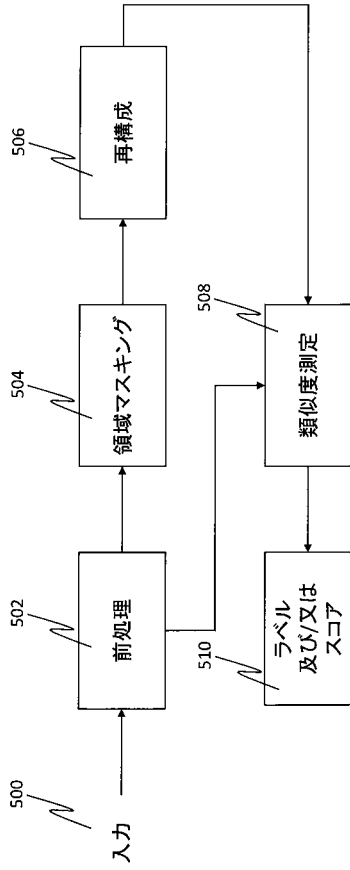 500
入力
502
前処理
504
領域マスキング
506
再構成
508
類似度測定
510
ラベル
及び/又は
スコア